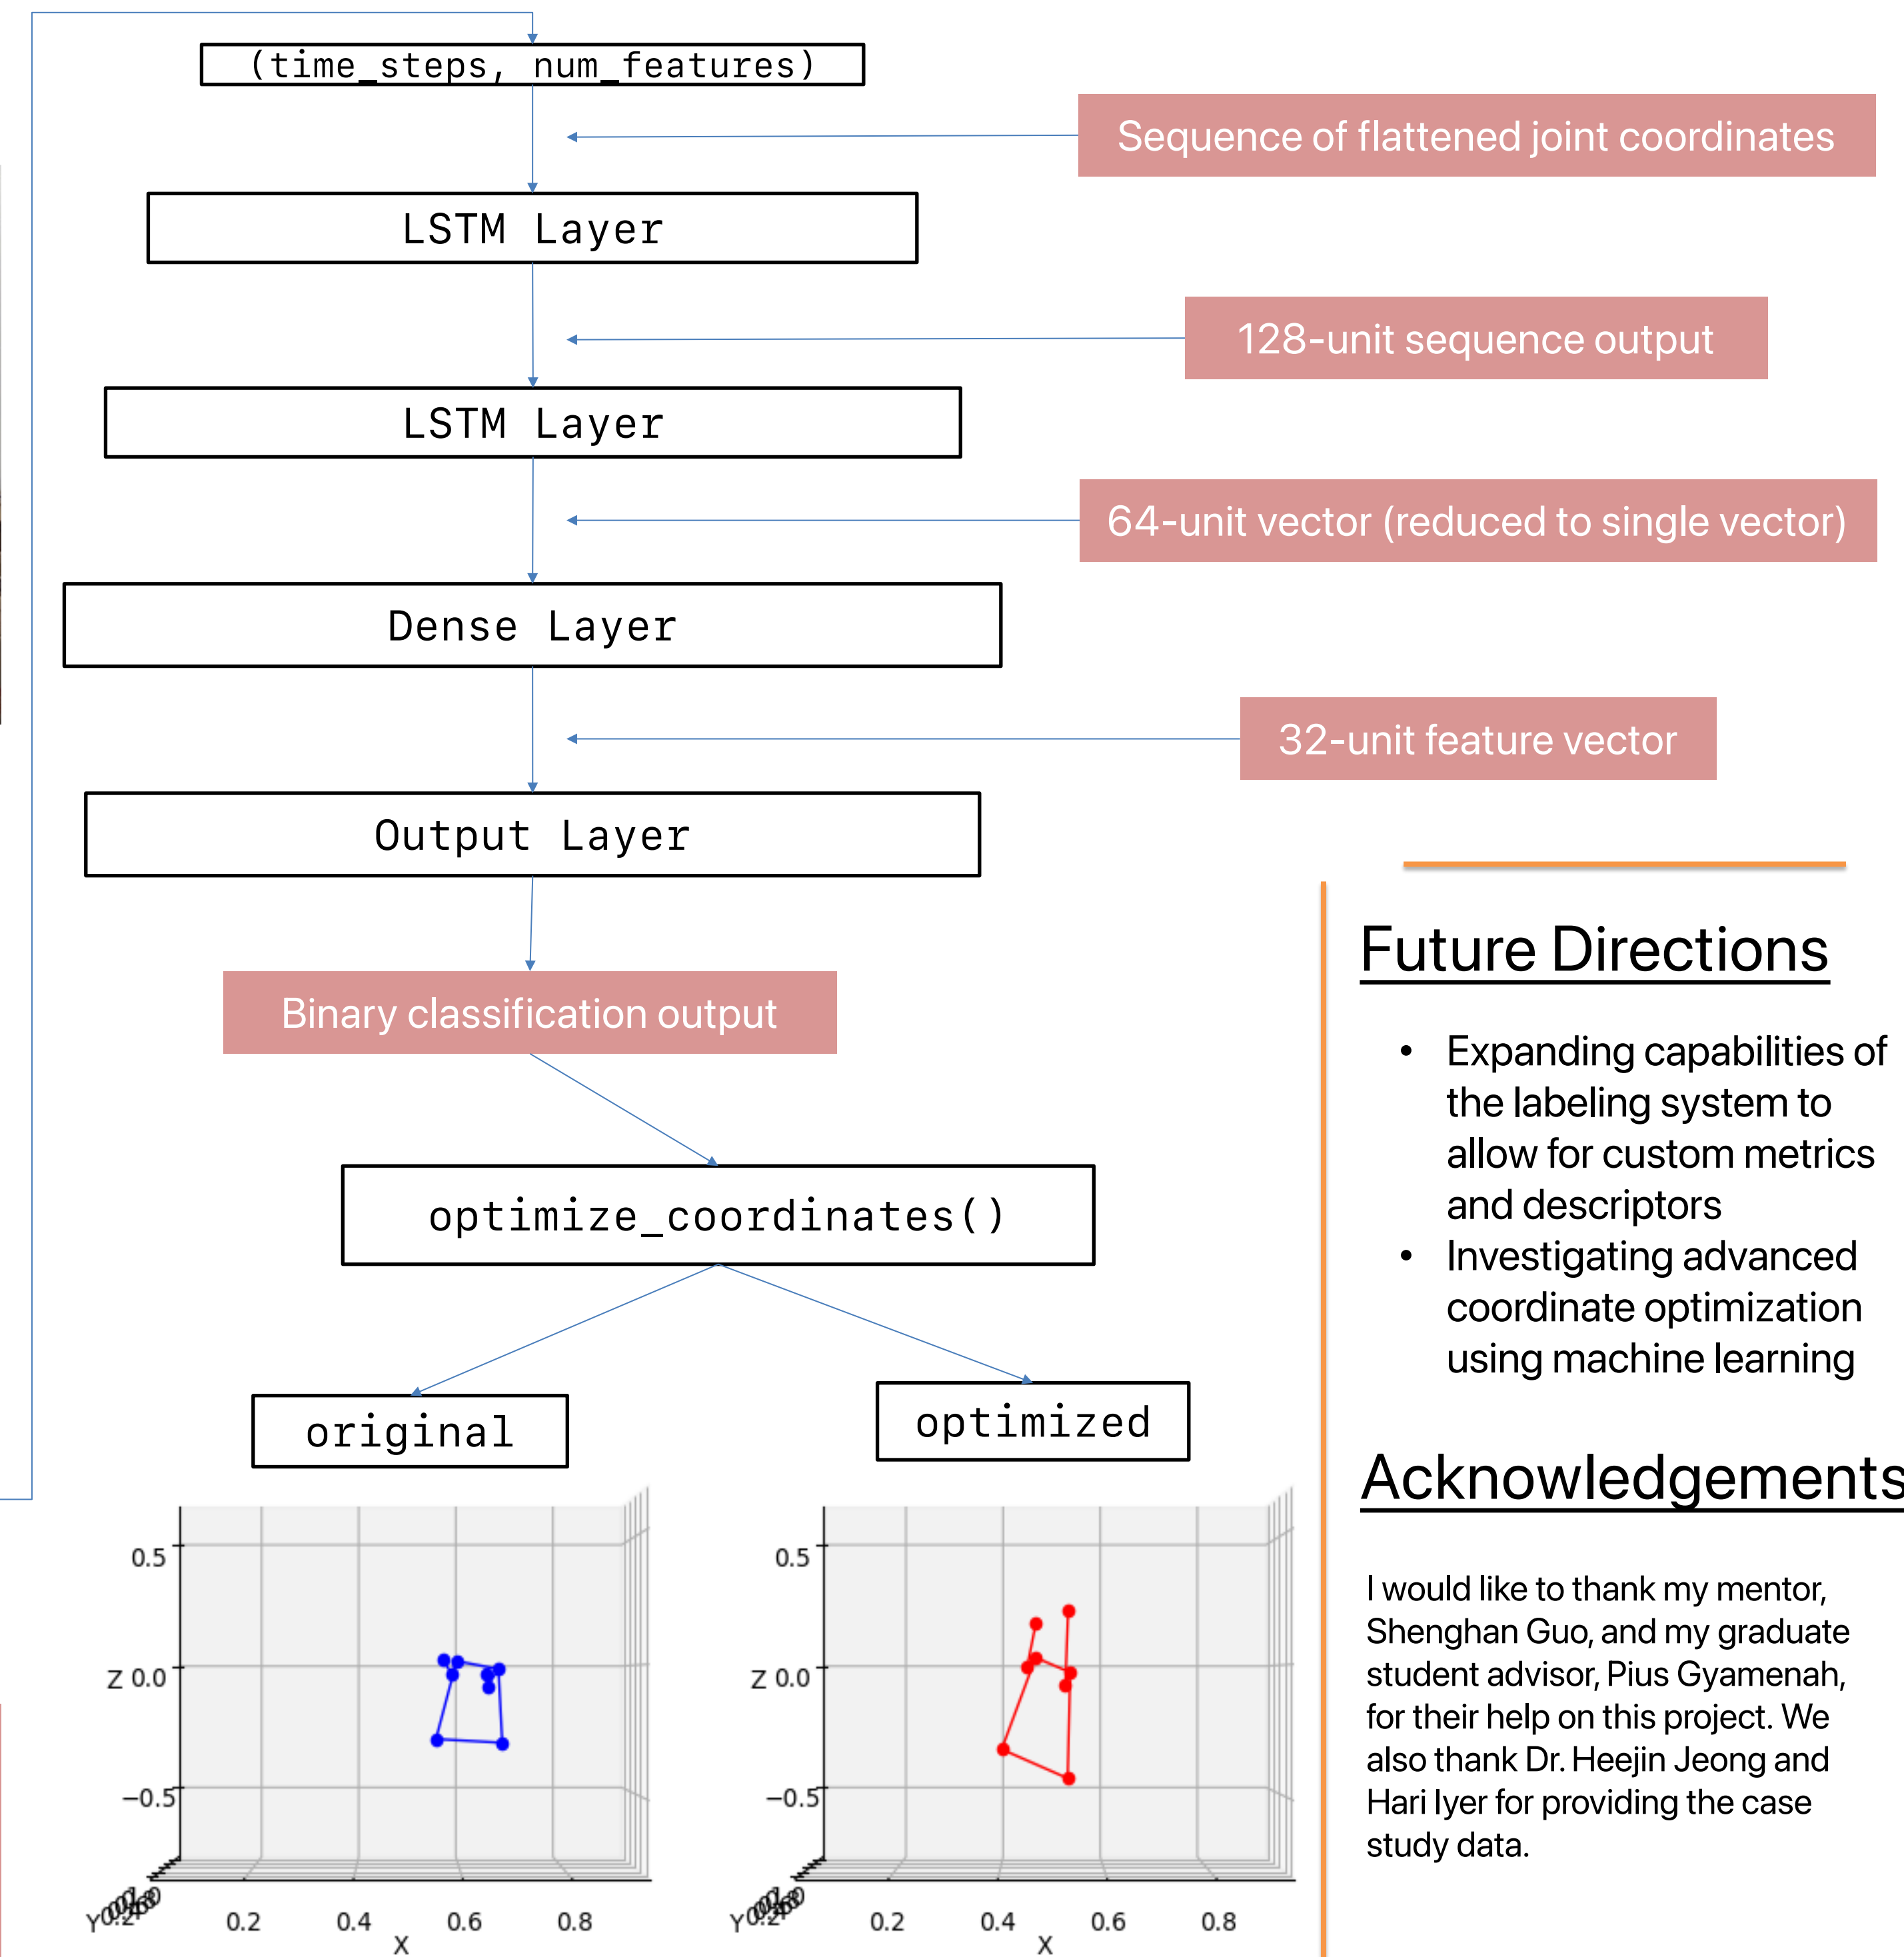 (time_steps, num_features)
Sequence of flattened joint coordinates
LSTM Layer
128-unit sequence output
LSTM Layer
64-unit vector (reduced to single vector)
Dense Layer
32-unit feature vector
Output Layer
Binary classification output
optimize_coordinates()
original
optimized
0.5
Z 0.0
−0.5
Y
0.2
0.4
0.6
0.8
X
0.5
Z 0.0
−0.5
Y
0.2
0.4
0.6
0.8
X
Future Directions
• Expanding capabilities of
the labeling system to
allow for custom metrics
and descriptors
• Investigating advanced
coordinate optimization
using machine learning
Acknowledgements
I would like to thank my mentor,
Shenghan Guo, and my graduate
student advisor, Pius Gyamenah,
for their help on this project. We
also thank Dr. Heejin Jeong and
Hari Iyer for providing the case
study data.